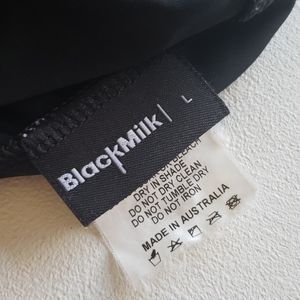 BlackMilk
L
DRY IN SHADE
DO NOT DRY CLEAN
DO NOT TUMBLE DRY
DO NOT IRON
MADE IN AUSTRALIA